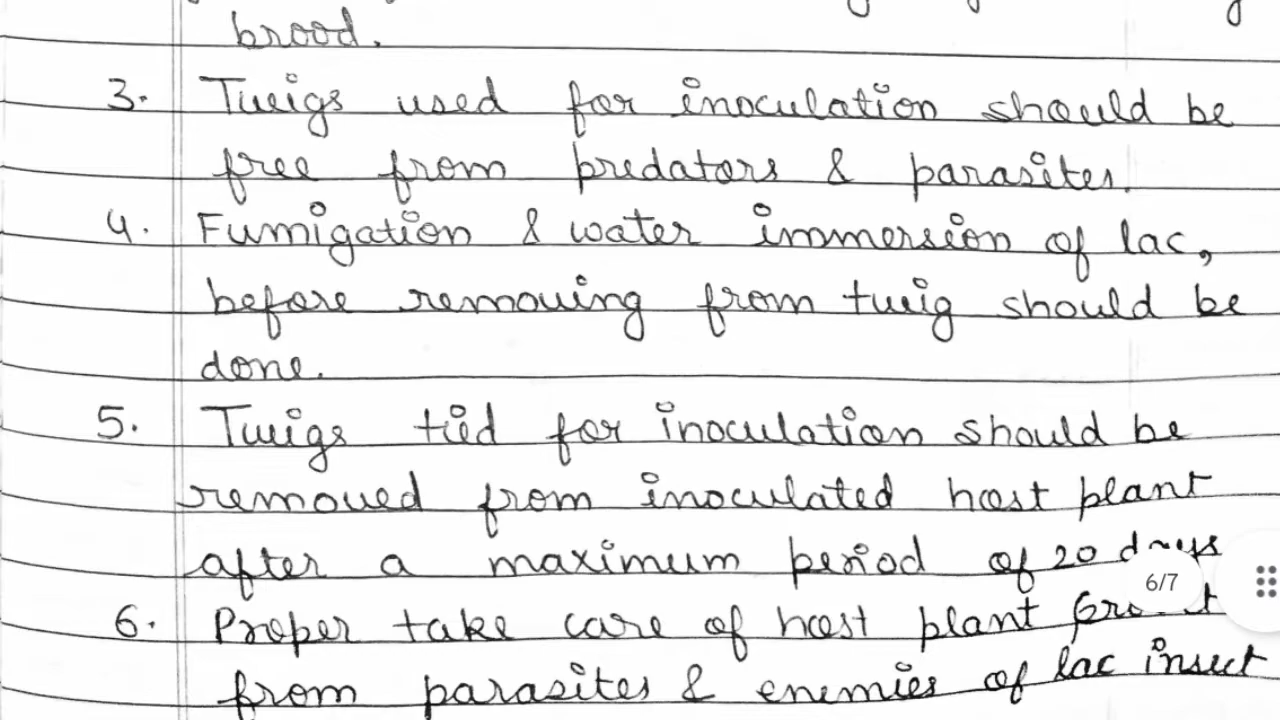 brood.
3. Twigs used for inoculation should be
free from predators & parasites.
4. Fumigation & water immersion of lac,
before removing from twig should be
done.
5. Twigs tied for inoculation should be
removed from inoculated host plant
after a maximum period of 20 days
6/7
6. Proper take care of host plant
from parasites & enemies of lac insect